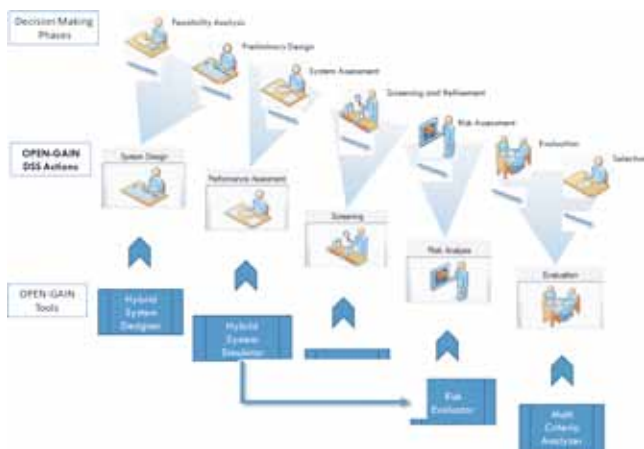 Decision Making
Phases
Feasibility Analysis
Preliminary Design
System Assessment
Screening and Refinement
Risk Assessment
Evaluation
Selection
OPEN-GAIN
DSS Actions
System Design
Performance Assessment
Screening
Risk Analysis
Evaluation
OPEN-GAIN
Tools
Hybrid
System
Designer
Hybrid
System
Simulator
Risk
Evaluator
Multi
Criteria
Analyzer